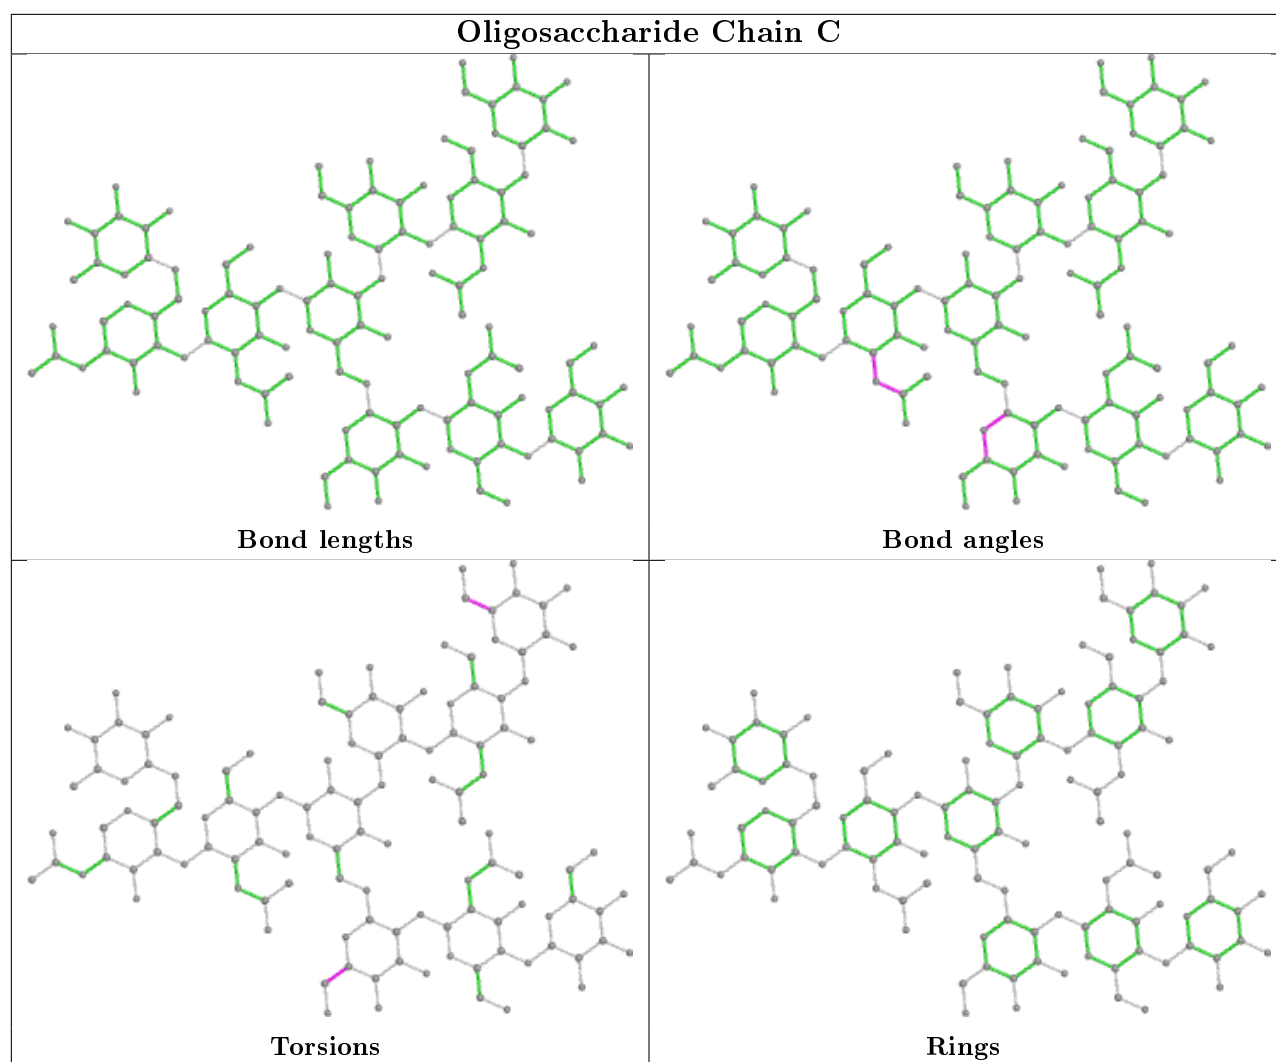 Oligosaccharide Chain C
Bond lengths
Bond angles
Torsions
Rings